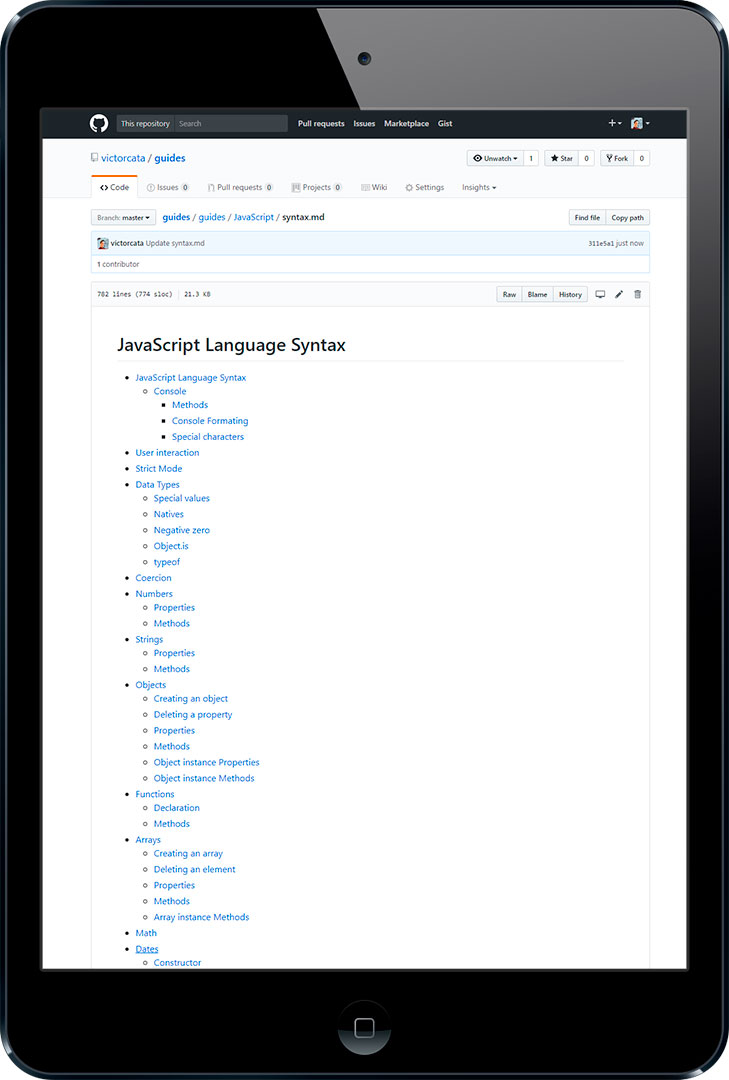 This repository Search Pull requests Issues Marketplace Gist
victorcata / guides Unwatch 1 Star 0 Fork 0
Code Issues 0 Pull requests 0 Projects 0 Wiki Settings Insights
Branch: master guides / guides / JavaScript / syntax.md Find file Copy path
victorcata Update syntax.md 311e5a1 just now
1 contributor
782 lines (774 sloc) 21.3 KB Raw Blame History
JavaScript Language Syntax
JavaScript Language Syntax
Console
Methods
Console Formating
Special characters
User interaction
Strict Mode
Data Types
Special values
Natives
Negative zero
Object.is
typeof
Coercion
Numbers
Properties
Methods
Strings
Properties
Methods
Objects
Creating an object
Deleting a property
Properties
Methods
Object instance Properties
Object instance Methods
Functions
Declaration
Methods
Arrays
Creating an array
Deleting an element
Properties
Methods
Array instance Methods
Math
Dates
Constructor